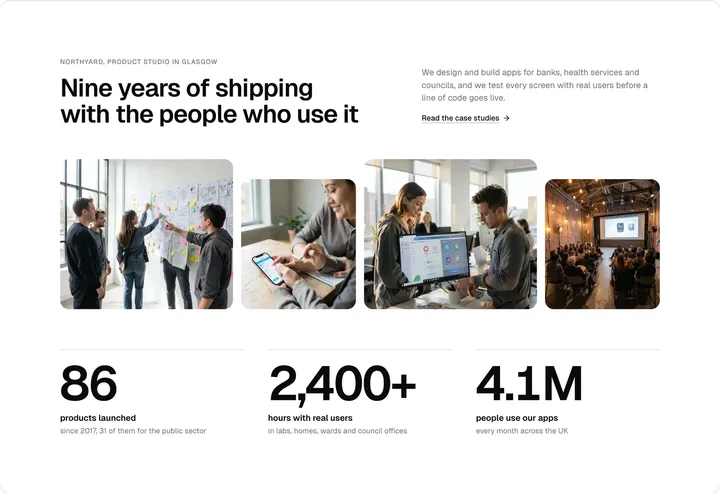 NORTHYARD, PRODUCT STUDIO IN GLASGOW
Nine years of shipping
with the people who use it
We design and build apps for banks, health services and
councils, and we test every screen with real users before a
line of code goes live.
Read the case studies →
86
products launched
since 2017, 31 of them for the public sector
2,400+
hours with real users
in labs, homes, wards and council offices
4.1M
people use our apps
every month across the UK